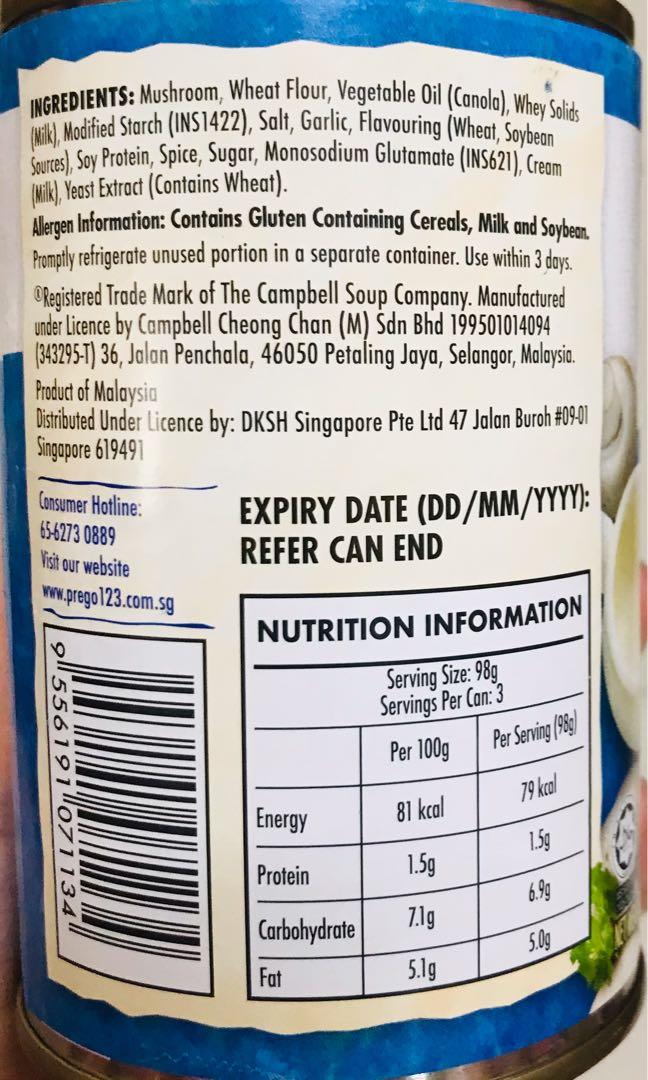 INGREDIENTS: Mushroom, Wheat Flour, Vegetable Oil (Canola), Whey Solids
(Milk), Modified Starch (INS1422), Salt, Garlic, Flavouring (Wheat, Soybean
Sources), Soy Protein, Spice, Sugar, Monosodium Glutamate (INS621), Cream
(Milk), Yeast Extract (Contains Wheat).
Allergen Information: Contains Gluten Containing Cereals, Milk and Soybean.
Promptly refrigerate unused portion in a separate container. Use within 3 days.
®Registered Trade Mark of The Campbell Soup Company. Manufactured
under Licence by Campbell Cheong Chan (M) Sdn Bhd 199501014094
(343295-T) 36, Jalan Penchala, 46050 Petaling Jaya, Selangor, Malaysia.
Product of Malaysia
Distributed Under Licence by: DKSH Singapore Pte Ltd 47 Jalan Buroh #09-01
Singapore 619491
Consumer Hotline:
65-6273 0889
Visit our website
www.prego123.com.sg
EXPIRY DATE (DD/MM/YYYY):
REFER CAN END
9 556191 071134
NUTRITION INFORMATION
Serving Size: 98g
Servings Per Can: 3
Per 100g Per Serving (98g)
Energy 81 kcal 79 kcal
Protein 1.5g 1.5g
Carbohydrate 7.1g 6.9g
Fat 5.1g 5.0g